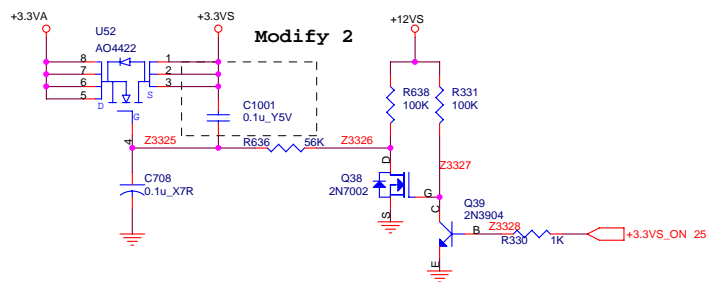 +3.3VA
+3.3VS
+12VS
U52
AO4422
Modify 2
8
7
6
5
1
2
3
D
S
G
4
C1001
0.1u_Y5V
R638
100K
R331
100K
Z3325
R636
56K
Z3326
Z3327
C708
0.1u_X7R
Q38
2N7002
D
G
S
C
Q39
2N3904
B
E
Z3328
R330
1K
+3.3VS_ON 25